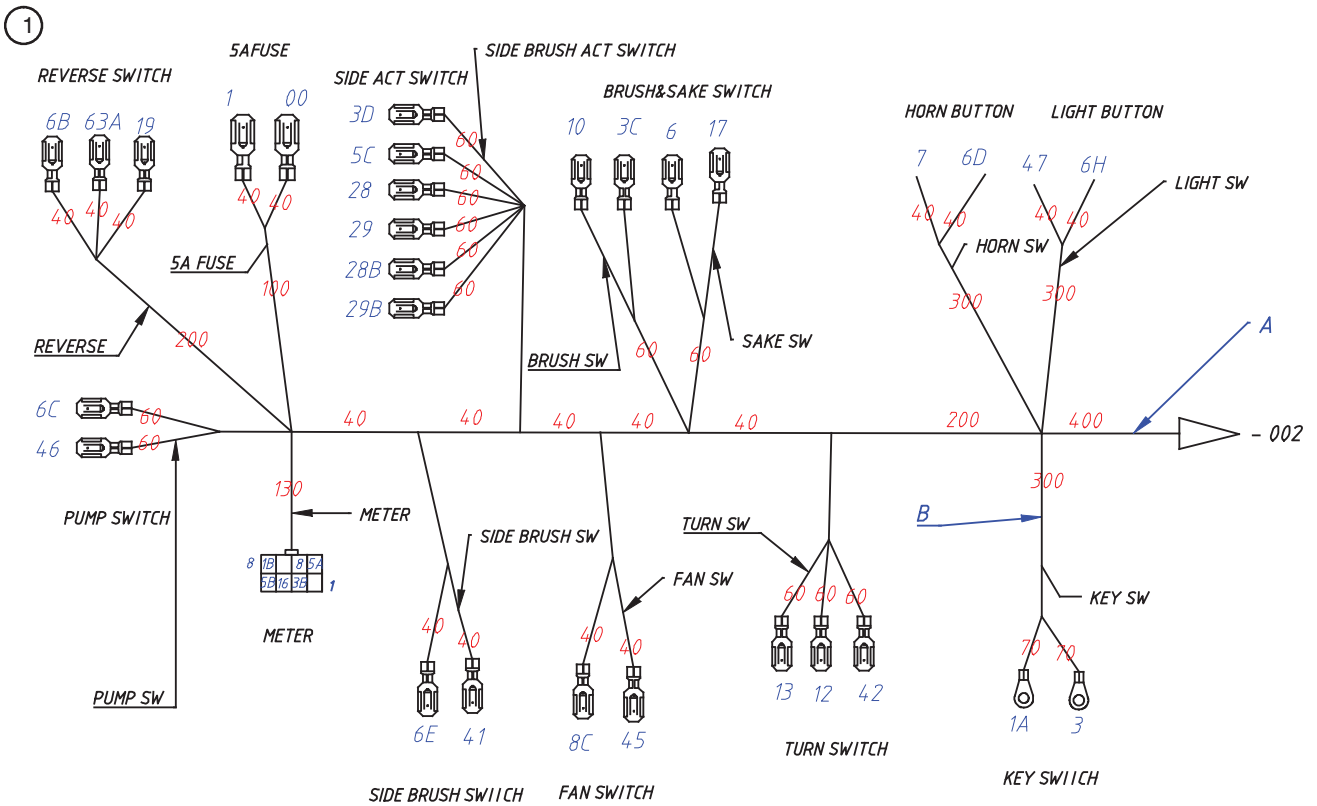 1
5AFUSE
REVERSE SWITCH
SIDE ACT SWITCH
SIDE BRUSH ACT SWITCH
BRUSH&SAKE SWITCH
HORN BUTTON
LIGHT BUTTON
6B 63A 19
1 00
3D
5C
28
29
28B
29B
10 3C 6 17
7 6D 47 6H
40 40 40
40 40
60
60
60
60
60
60
40 40
40 40
LIGHT SW
HORN SW
5A FUSE
100
300
300
REVERSE
200
BRUSH SW
60
60
SAKE SW
A
6C
60
46
60
40 40 40 40 40 200 400
- 002
130
300
PUMP SWITCH
METER
SIDE BRUSH SW
TURN SW
B
FAN SW
8 1B 8 5A
5B 16 3B 1
METER
60 60 60
KEY SW
40 40
40 40
70 70
PUMP SW
13 12 42
6E 41
8C 45
1A 3
TURN SWITCH
KEY SWIICH
SIDE BRUSH SWIICH
FAN SWITCH